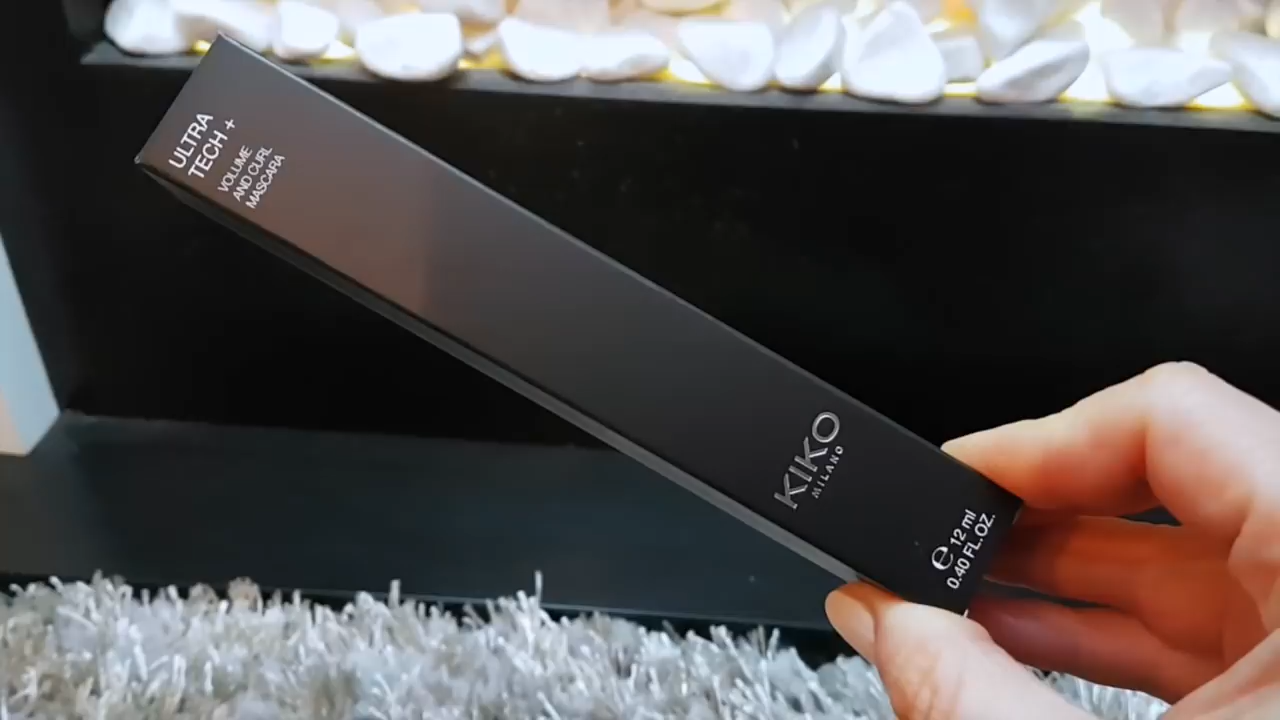 ULTRA
TECH +
VOLUME
AND CURL
MASCARA
KIKO
MILANO
e 12 ml
0.40 FL.OZ.